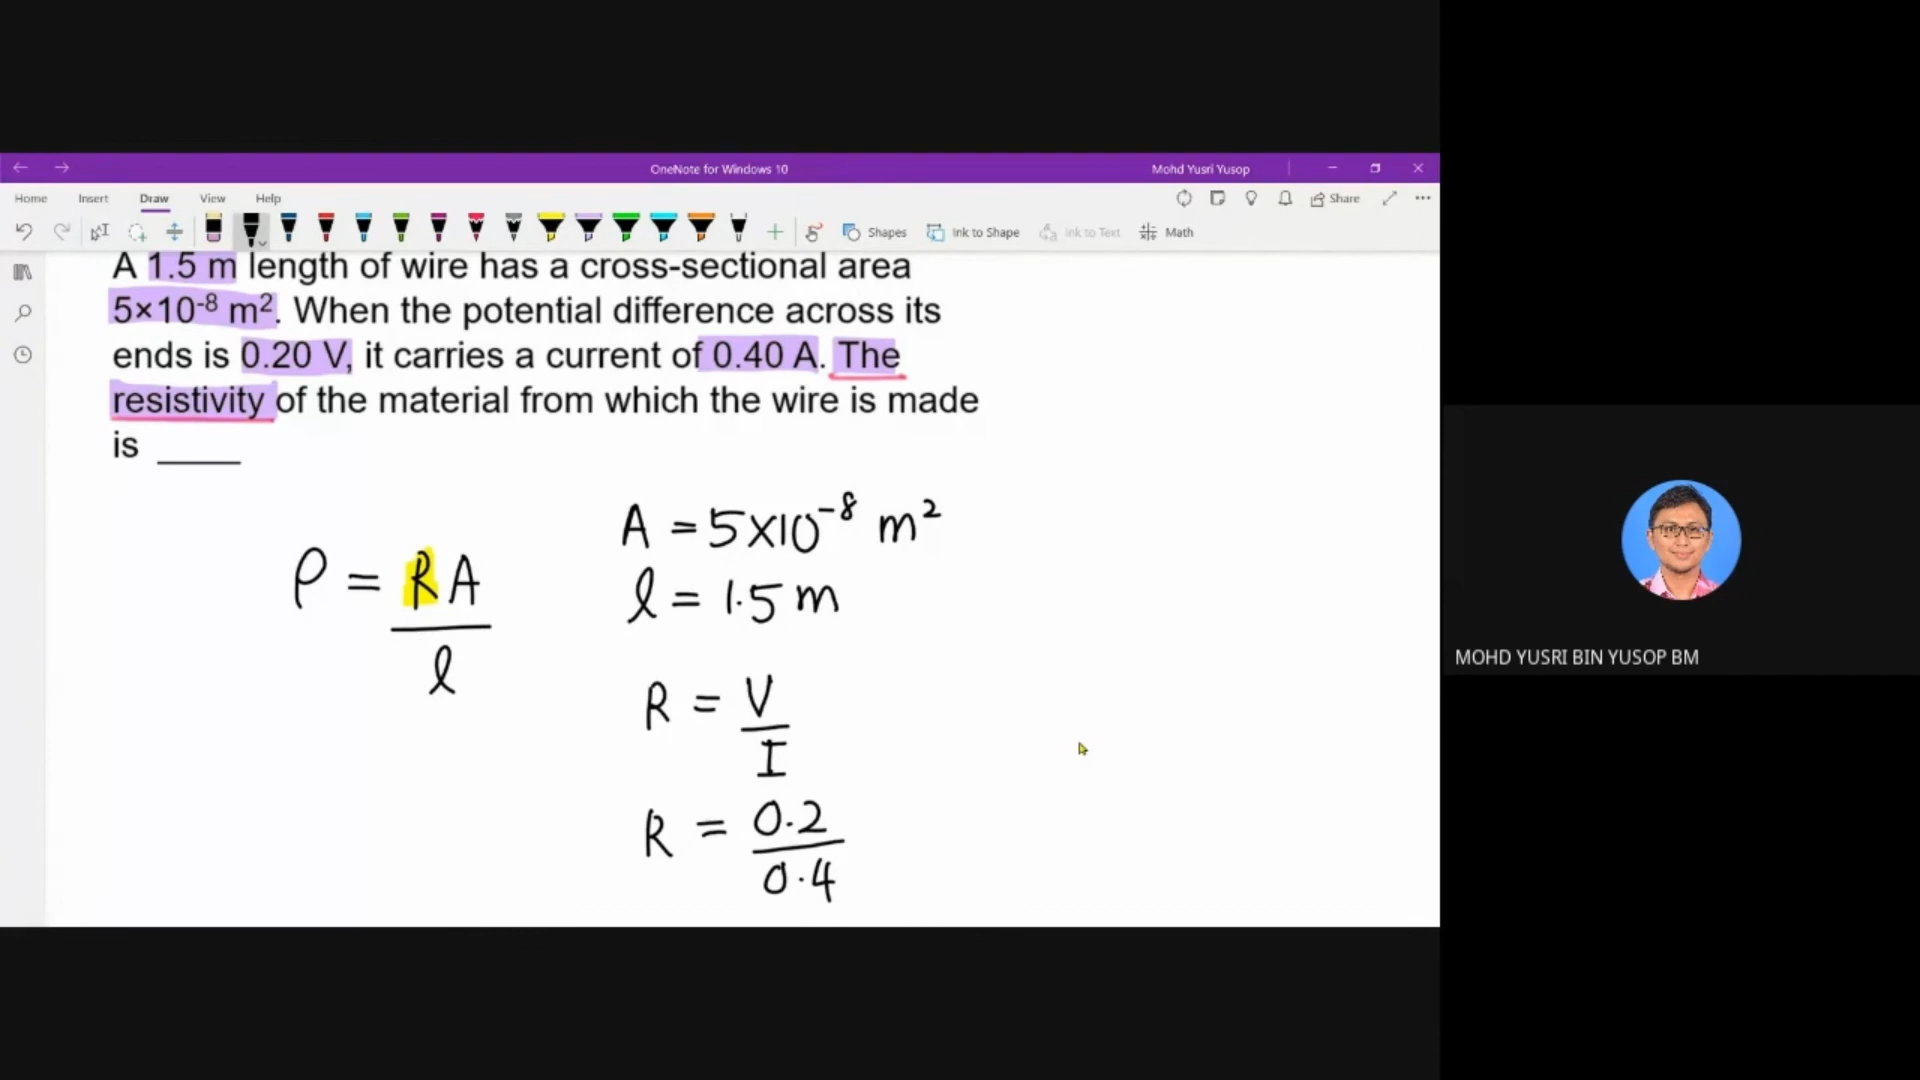 OneNote for Windows 10
Mohd Yusri Yusop
Home Insert Draw View Help
Share
Shapes Ink to Shape Ink to Text Math
A 1.5 m length of wire has a cross-sectional area
5×10⁻⁸ m². When the potential difference across its
ends is 0.20 V, it carries a current of 0.40 A. The
resistivity of the material from which the wire is made
is _____
A = 5×10⁻⁸ m²
ρ = RA / l
l = 1.5 m
R = V / I
R = 0.2 / 0.4
MOHD YUSRI BIN YUSOP BM